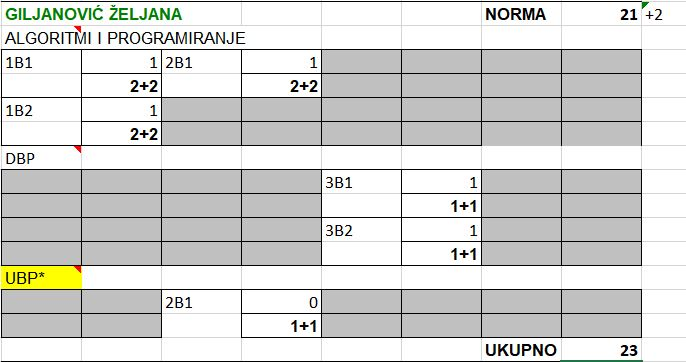 GILJANOVIĆ ŽELJANA NORMA 21 +2
ALGORITMI I PROGRAMIRANJE
1B1 1 2B1 1
2+2 2+2
1B2 1
2+2
DBP
3B1 1
1+1
3B2 1
1+1
UBP*
2B1 0
1+1
UKUPNO 23